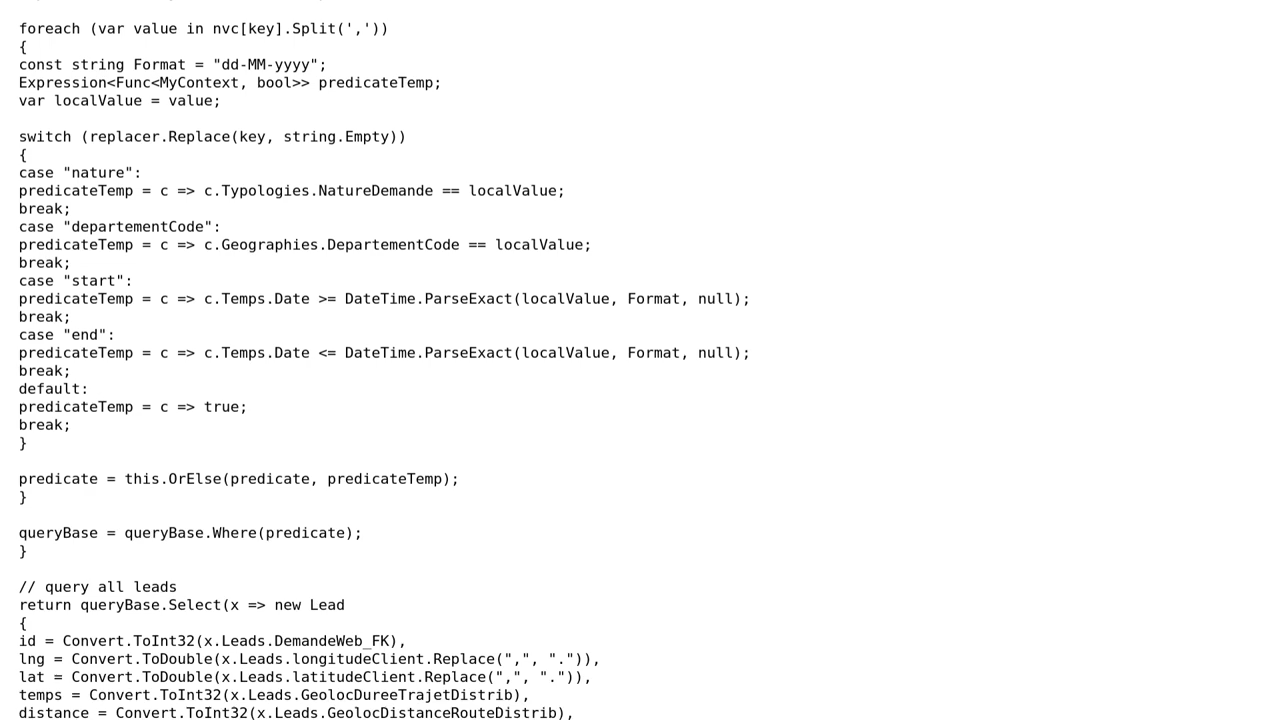 foreach (var value in nvc[key].Split(','))
{
const string Format = "dd-MM-yyyy";
Expression<Func<MyContext, bool>> predicateTemp;
var localValue = value;
switch (replacer.Replace(key, string.Empty))
{
case "nature":
predicateTemp = c => c.Typologies.NatureDemande == localValue;
break;
case "departementCode":
predicateTemp = c => c.Geographies.DepartementCode == localValue;
break;
case "start":
predicateTemp = c => c.Temps.Date >= DateTime.ParseExact(localValue, Format, null);
break;
case "end":
predicateTemp = c => c.Temps.Date <= DateTime.ParseExact(localValue, Format, null);
break;
default:
predicateTemp = c => true;
break;
}
predicate = this.OrElse(predicate, predicateTemp);
}
queryBase = queryBase.Where(predicate);
}
// query all leads
return queryBase.Select(x => new Lead
{
id = Convert.ToInt32(x.Leads.DemandeWeb_FK),
lng = Convert.ToDouble(x.Leads.longitudeClient.Replace(",", ".")),
lat = Convert.ToDouble(x.Leads.latitudeClient.Replace(",", ".")),
temps = Convert.ToInt32(x.Leads.GeolocDureeTrajetDistrib),
distance = Convert.ToInt32(x.Leads.GeolocDistanceRouteDistrib),